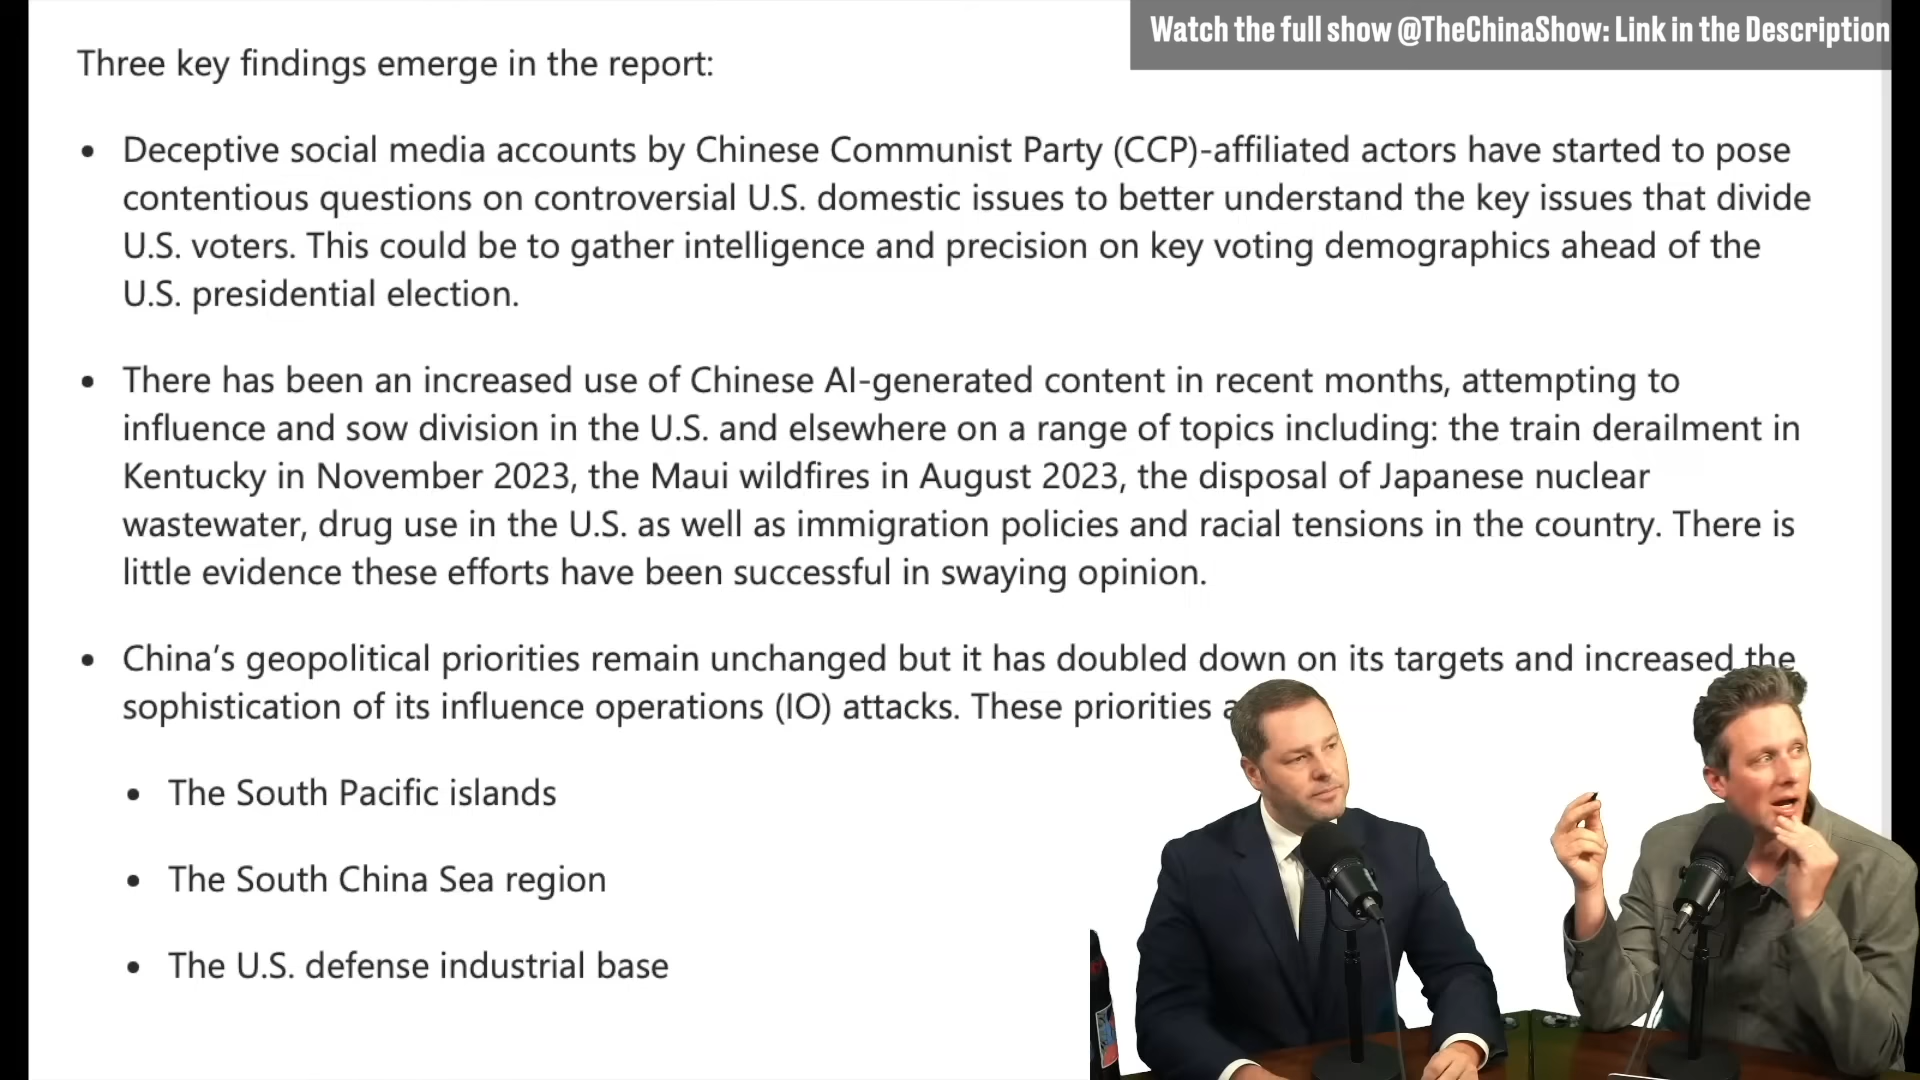 Watch the full show @TheChinaShow: Link in the Description
Three key findings emerge in the report:
• Deceptive social media accounts by Chinese Communist Party (CCP)-affiliated actors have started to pose
contentious questions on controversial U.S. domestic issues to better understand the key issues that divide
U.S. voters. This could be to gather intelligence and precision on key voting demographics ahead of the
U.S. presidential election.
• There has been an increased use of Chinese AI-generated content in recent months, attempting to
influence and sow division in the U.S. and elsewhere on a range of topics including: the train derailment in
Kentucky in November 2023, the Maui wildfires in August 2023, the disposal of Japanese nuclear
wastewater, drug use in the U.S. as well as immigration policies and racial tensions in the country. There is
little evidence these efforts have been successful in swaying opinion.
• China’s geopolitical priorities remain unchanged but it has doubled down on its targets and increased the
sophistication of its influence operations (IO) attacks. These priorities
• The South Pacific islands
• The South China Sea region
• The U.S. defense industrial base